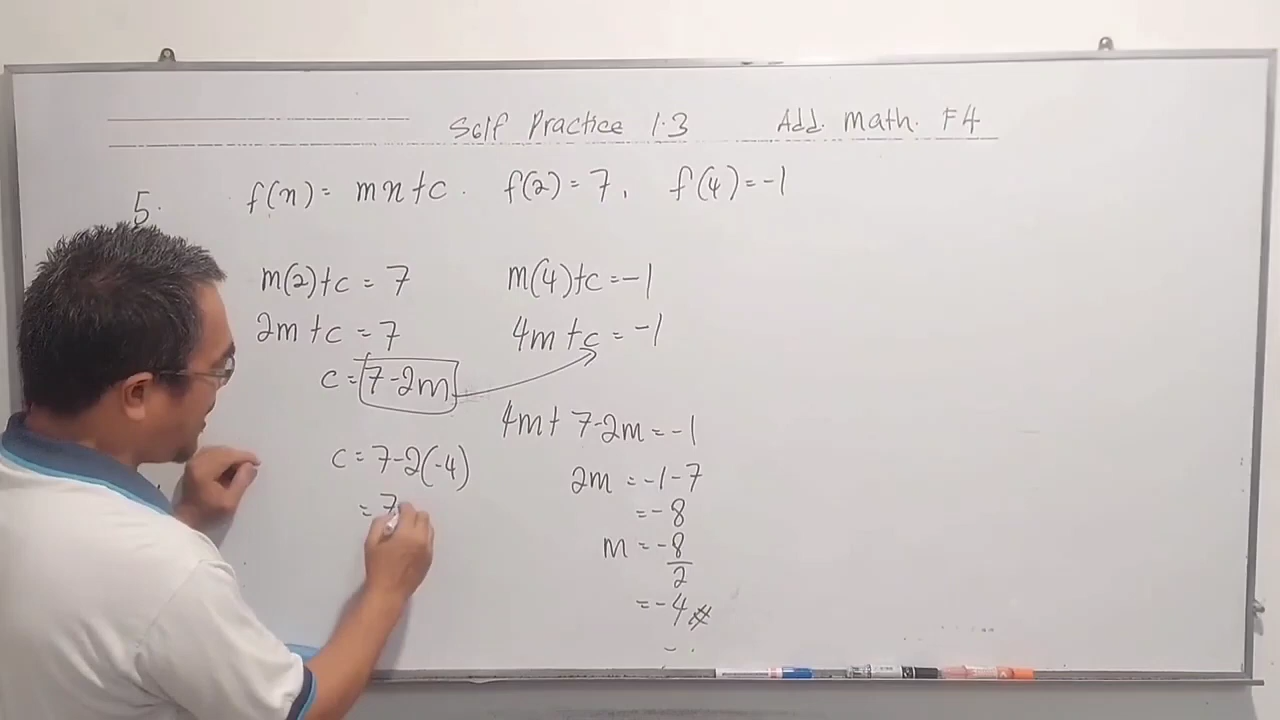 Self Practice 1.3 Add. Math. F4
5. f(x) = mx+c. f(2) = 7, f(4) = -1
m(2)+c = 7
2m+c = 7
c = 7-2m
c = 7-2(-4)
= 7
m(4)+c = -1
4m+c = -1
4m+7-2m = -1
2m = -1-7
= -8
m = -8/2
= -4